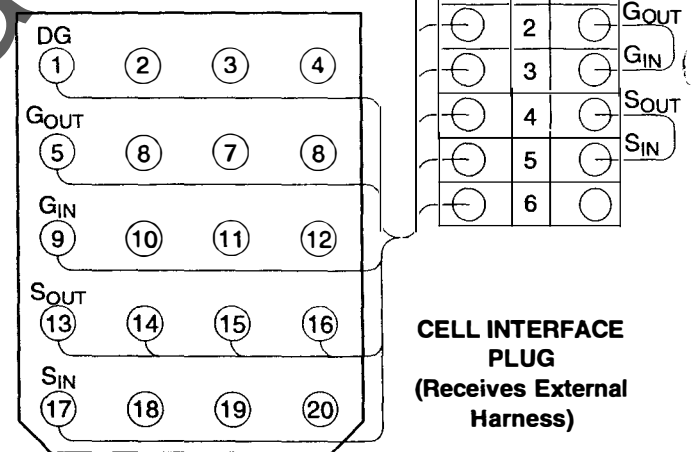 DG
1 2 3 4
GOUT
5 8 7 8
GIN
9 10 11 12
SOUT
13 14 15 16
SIN
17 18 19 20
2 GOUT
3 GIN
4 SOUT
5 SIN
6
CELL INTERFACE
PLUG
(Receives External
Harness)